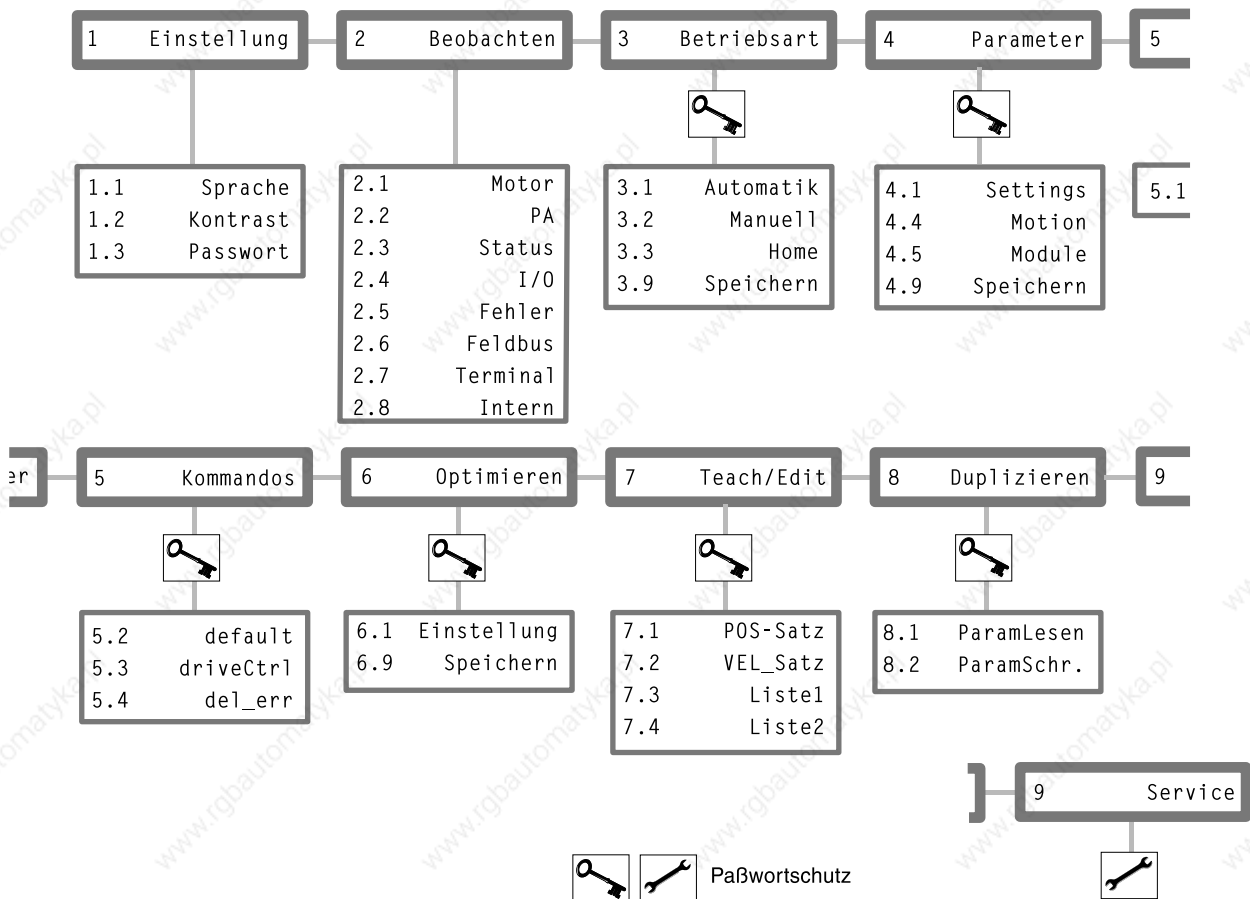 1 Einstellung
2 Beobachten
3 Betriebsart
4 Parameter
5
1.1 Sprache
1.2 Kontrast
1.3 Passwort
2.1 Motor
2.2 PA
2.3 Status
2.4 I/O
2.5 Fehler
2.6 Feldbus
2.7 Terminal
2.8 Intern
3.1 Automatik
3.2 Manuell
3.3 Home
3.9 Speichern
4.1 Settings
4.4 Motion
4.5 Module
4.9 Speichern
5.1
er
5 Kommandos
6 Optimieren
7 Teach/Edit
8 Duplizieren
9
5.2 default
5.3 driveCtrl
5.4 del_err
6.1 Einstellung
6.9 Speichern
7.1 POS-Satz
7.2 VEL_Satz
7.3 Liste1
7.4 Liste2
8.1 ParamLesen
8.2 ParamSchr.
9 Service
Paßwortschutz
www.rgbautomatyka.pl